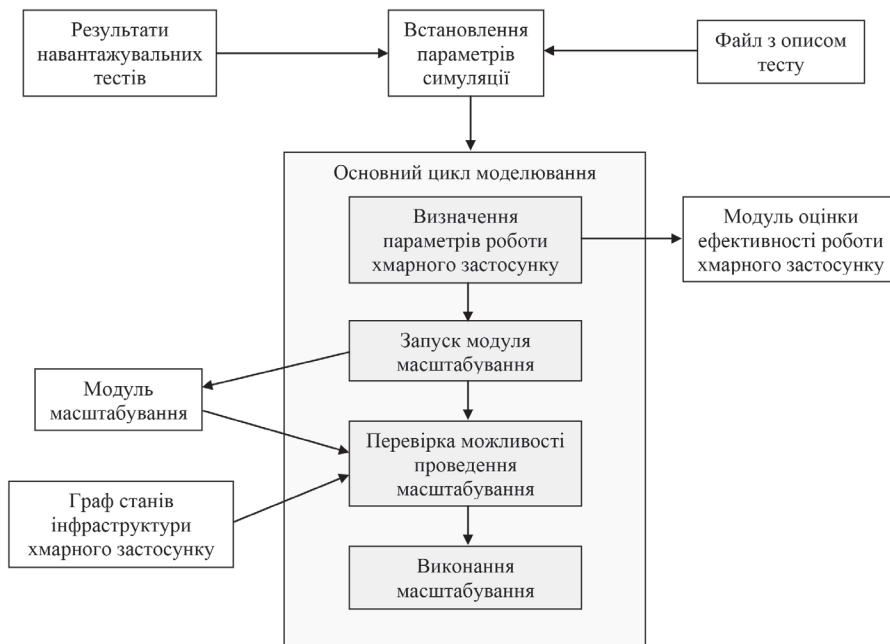 Результати
навантажувальних
тестів
Встановлення
параметрів
симуляції
Файл з описом
тесту
Основний цикл моделювання
Визначення
параметрів роботи
хмарного застосунку
Модуль оцінки
ефективності роботи
хмарного застосунку
Запуск модуля
масштабування
Модуль
масштабування
Перевірка можливості
проведення
масштабування
Граф станів
інфраструктури
хмарного застосунку
Виконання
масштабування